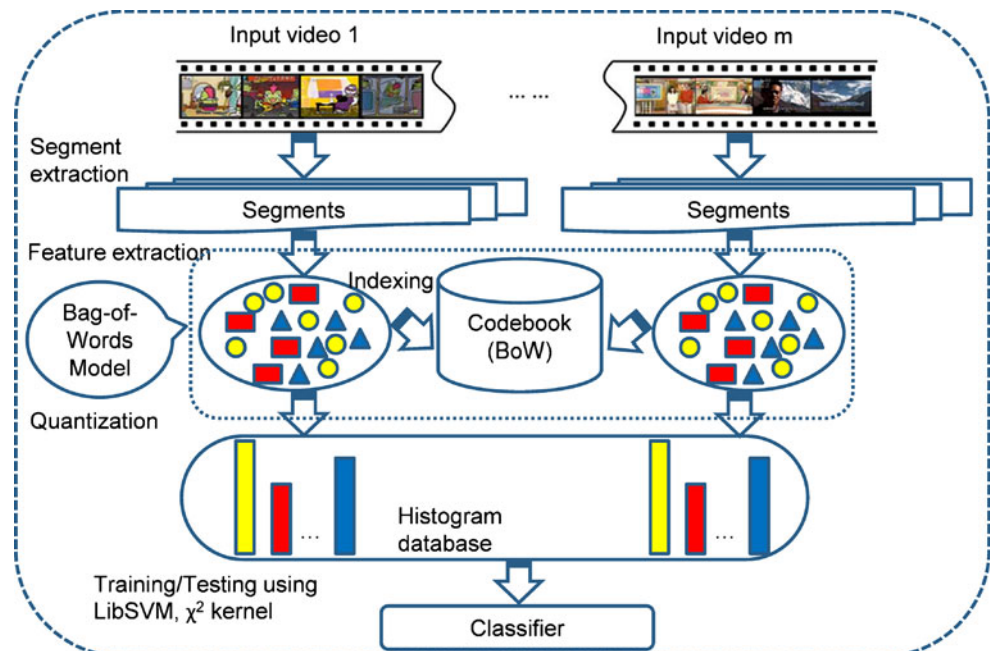 Input video 1
Input video m
... ...
Segment
extraction
Segments
Segments
Feature extraction
Indexing
Bag-of-
Words
Model
Codebook
(BoW)
Quantization
...
...
Histogram
database
Training/Testing using
LibSVM, χ² kernel
Classifier